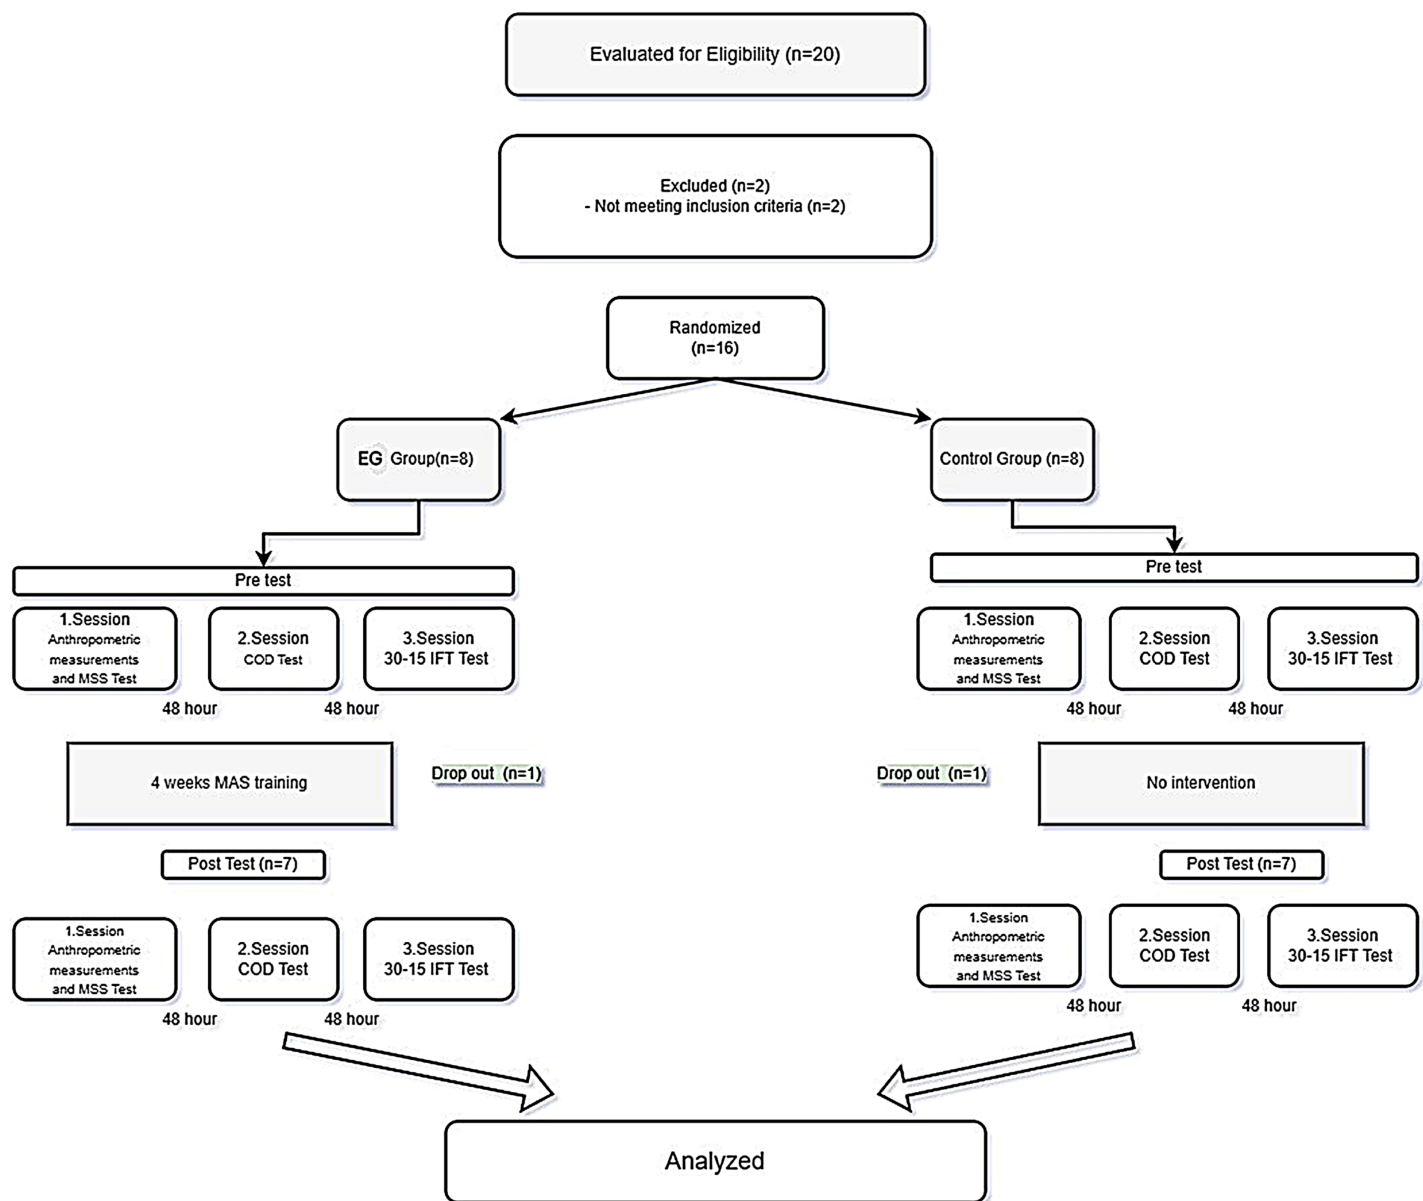 Evaluated for Eligibility (n=20)
Excluded (n=2)
- Not meeting inclusion criteria (n=2)
Randomized
(n=16)
EG Group(n=8)
Control Group (n=8)
Pre test
1.Session
Anthropometric
measurements
and MSS Test
2.Session
COD Test
3.Session
30-15 IFT Test
48 hour
48 hour
Pre test
1.Session
Anthropometric
measurements
and MSS Test
2.Session
COD Test
3.Session
30-15 IFT Test
48 hour
48 hour
4 weeks MAS training
Drop out (n=1)
Drop out (n=1)
No intervention
Post Test (n=7)
Post Test (n=7)
1.Session
Anthropometric
measurements
and MSS Test
2.Session
COD Test
3.Session
30-15 IFT Test
48 hour
48 hour
1.Session
Anthropometric
measurements
and MSS Test
2.Session
COD Test
3.Session
30-15 IFT Test
48 hour
48 hour
Analyzed